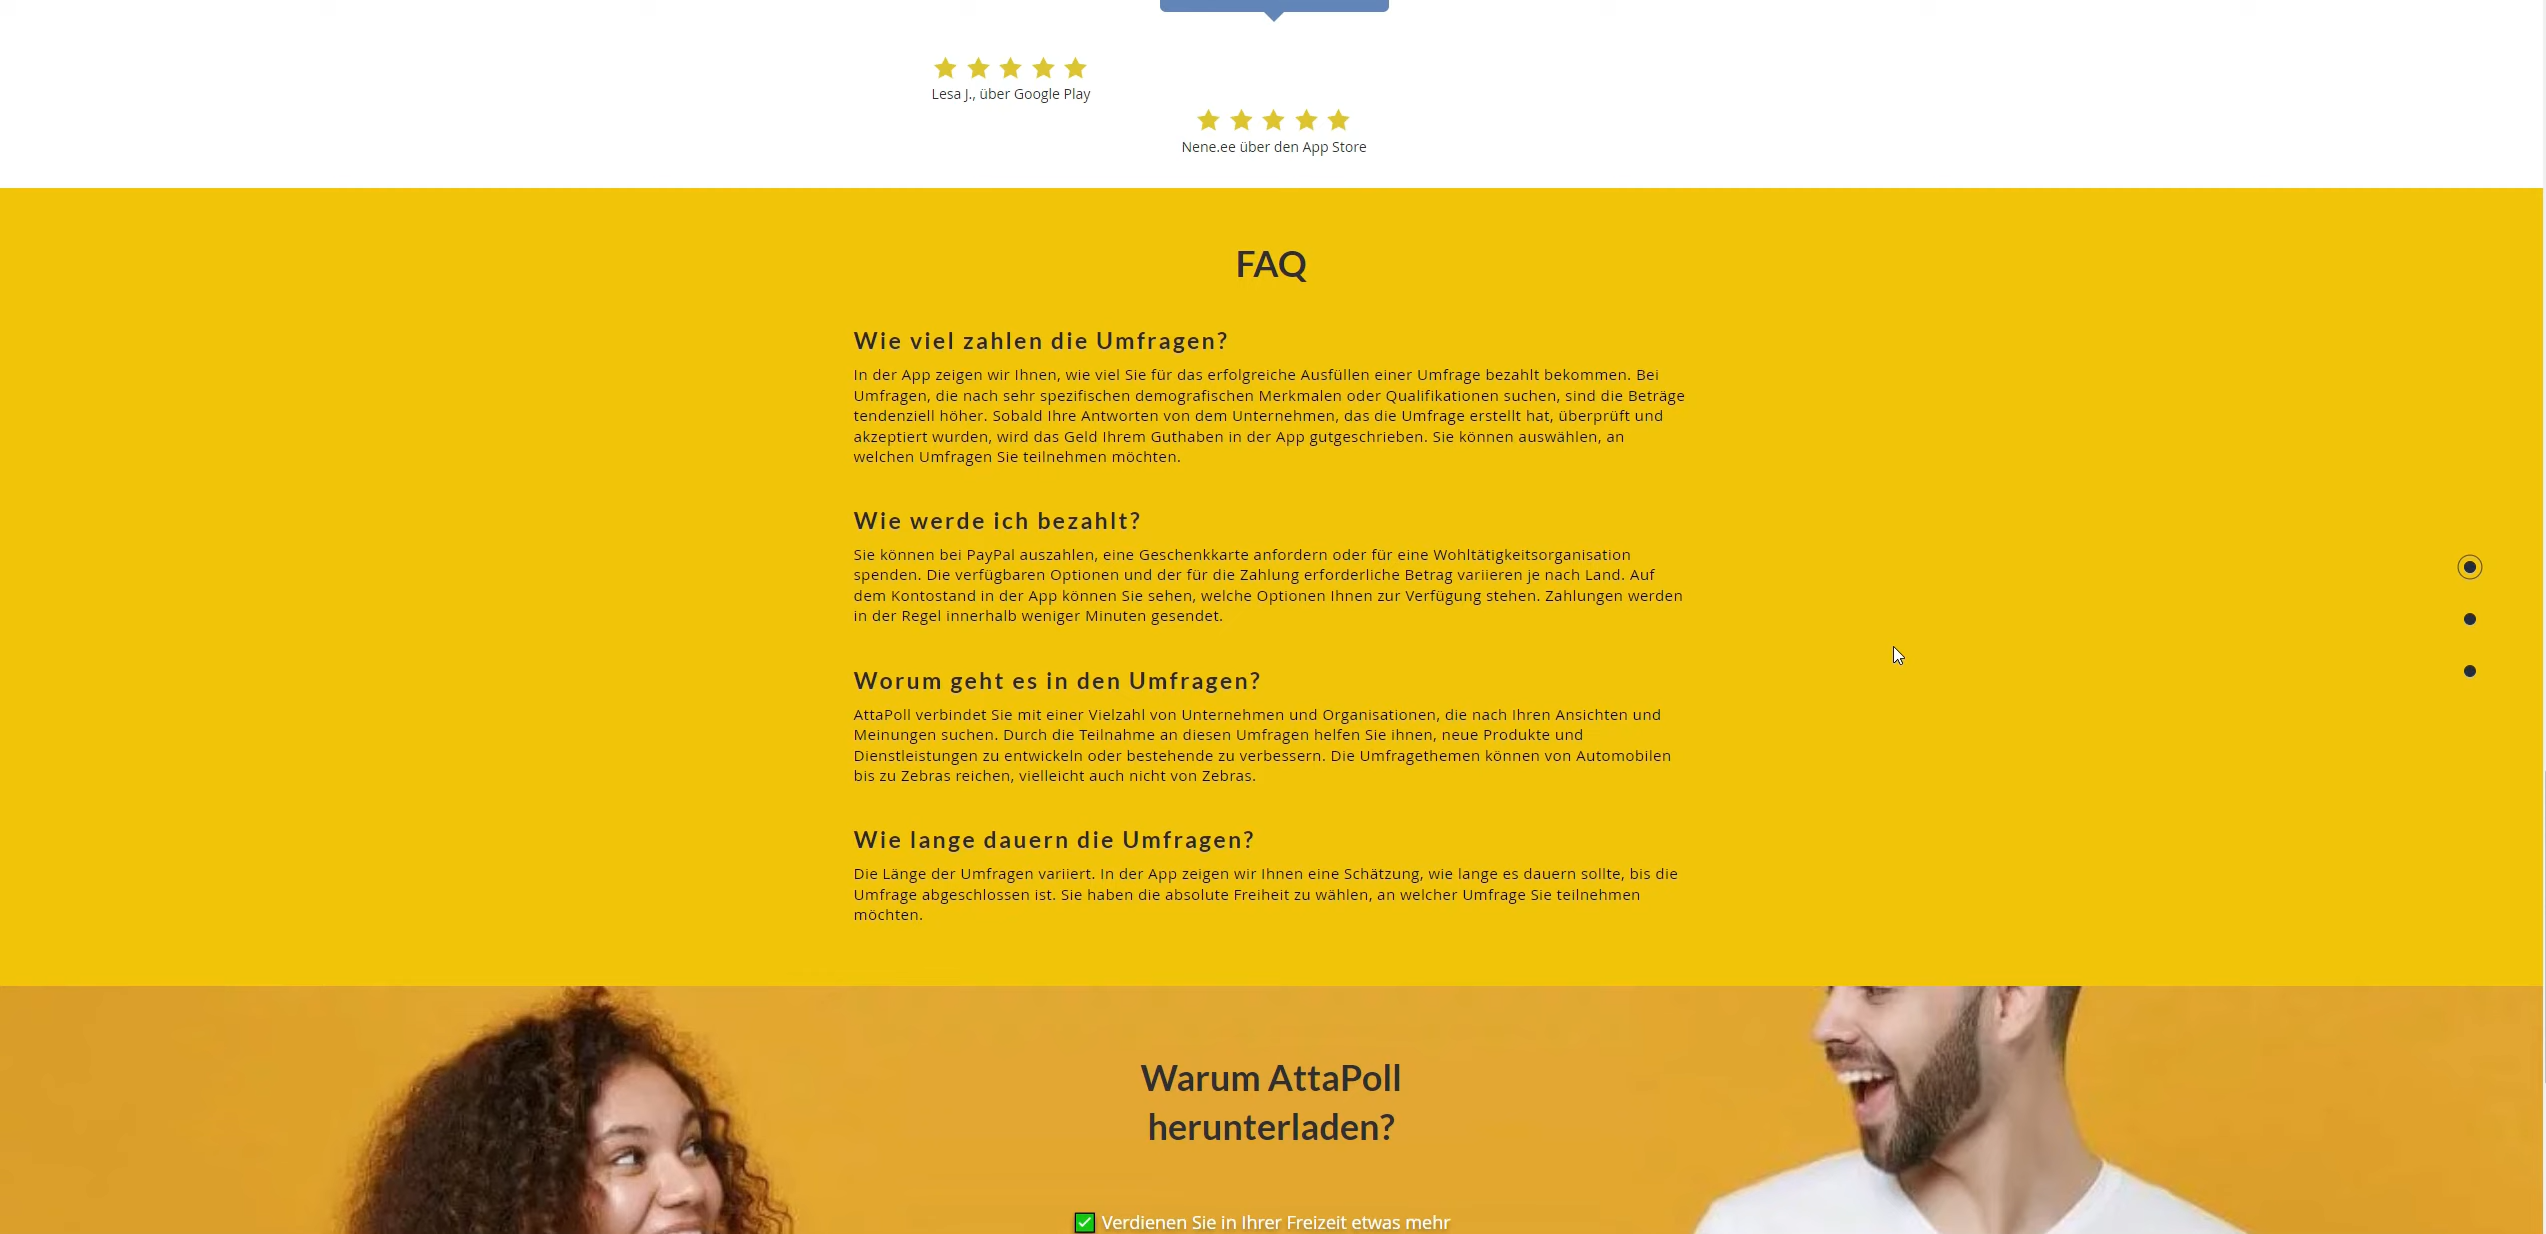 Lesa J., über Google Play
Nene.ee über den App Store
FAQ
Wie viel zahlen die Umfragen?
In der App zeigen wir Ihnen, wie viel Sie für das erfolgreiche Ausfüllen einer Umfrage bezahlt bekommen. Bei
Umfragen, die nach sehr spezifischen demografischen Merkmalen oder Qualifikationen suchen, sind die Beträge
tendenziell höher. Sobald Ihre Antworten von dem Unternehmen, das die Umfrage erstellt hat, überprüft und
akzeptiert wurden, wird das Geld Ihrem Guthaben in der App gutgeschrieben. Sie können auswählen, an
welchen Umfragen Sie teilnehmen möchten.
Wie werde ich bezahlt?
Sie können bei PayPal auszahlen, eine Geschenkkarte anfordern oder für eine Wohltätigkeitsorganisation
spenden. Die verfügbaren Optionen und der für die Zahlung erforderliche Betrag variieren je nach Land. Auf
dem Kontostand in der App können Sie sehen, welche Optionen Ihnen zur Verfügung stehen. Zahlungen werden
in der Regel innerhalb weniger Minuten gesendet.
Worum geht es in den Umfragen?
AttaPoll verbindet Sie mit einer Vielzahl von Unternehmen und Organisationen, die nach Ihren Ansichten und
Meinungen suchen. Durch die Teilnahme an diesen Umfragen helfen Sie ihnen, neue Produkte und
Dienstleistungen zu entwickeln oder bestehende zu verbessern. Die Umfragethemen können von Automobilen
bis zu Zebras reichen, vielleicht auch nicht von Zebras.
Wie lange dauern die Umfragen?
Die Länge der Umfragen variiert. In der App zeigen wir Ihnen eine Schätzung, wie lange es dauern sollte, bis die
Umfrage abgeschlossen ist. Sie haben die absolute Freiheit zu wählen, an welcher Umfrage Sie teilnehmen
möchten.
Warum AttaPoll
herunterladen?
Verdienen Sie in Ihrer Freizeit etwas mehr